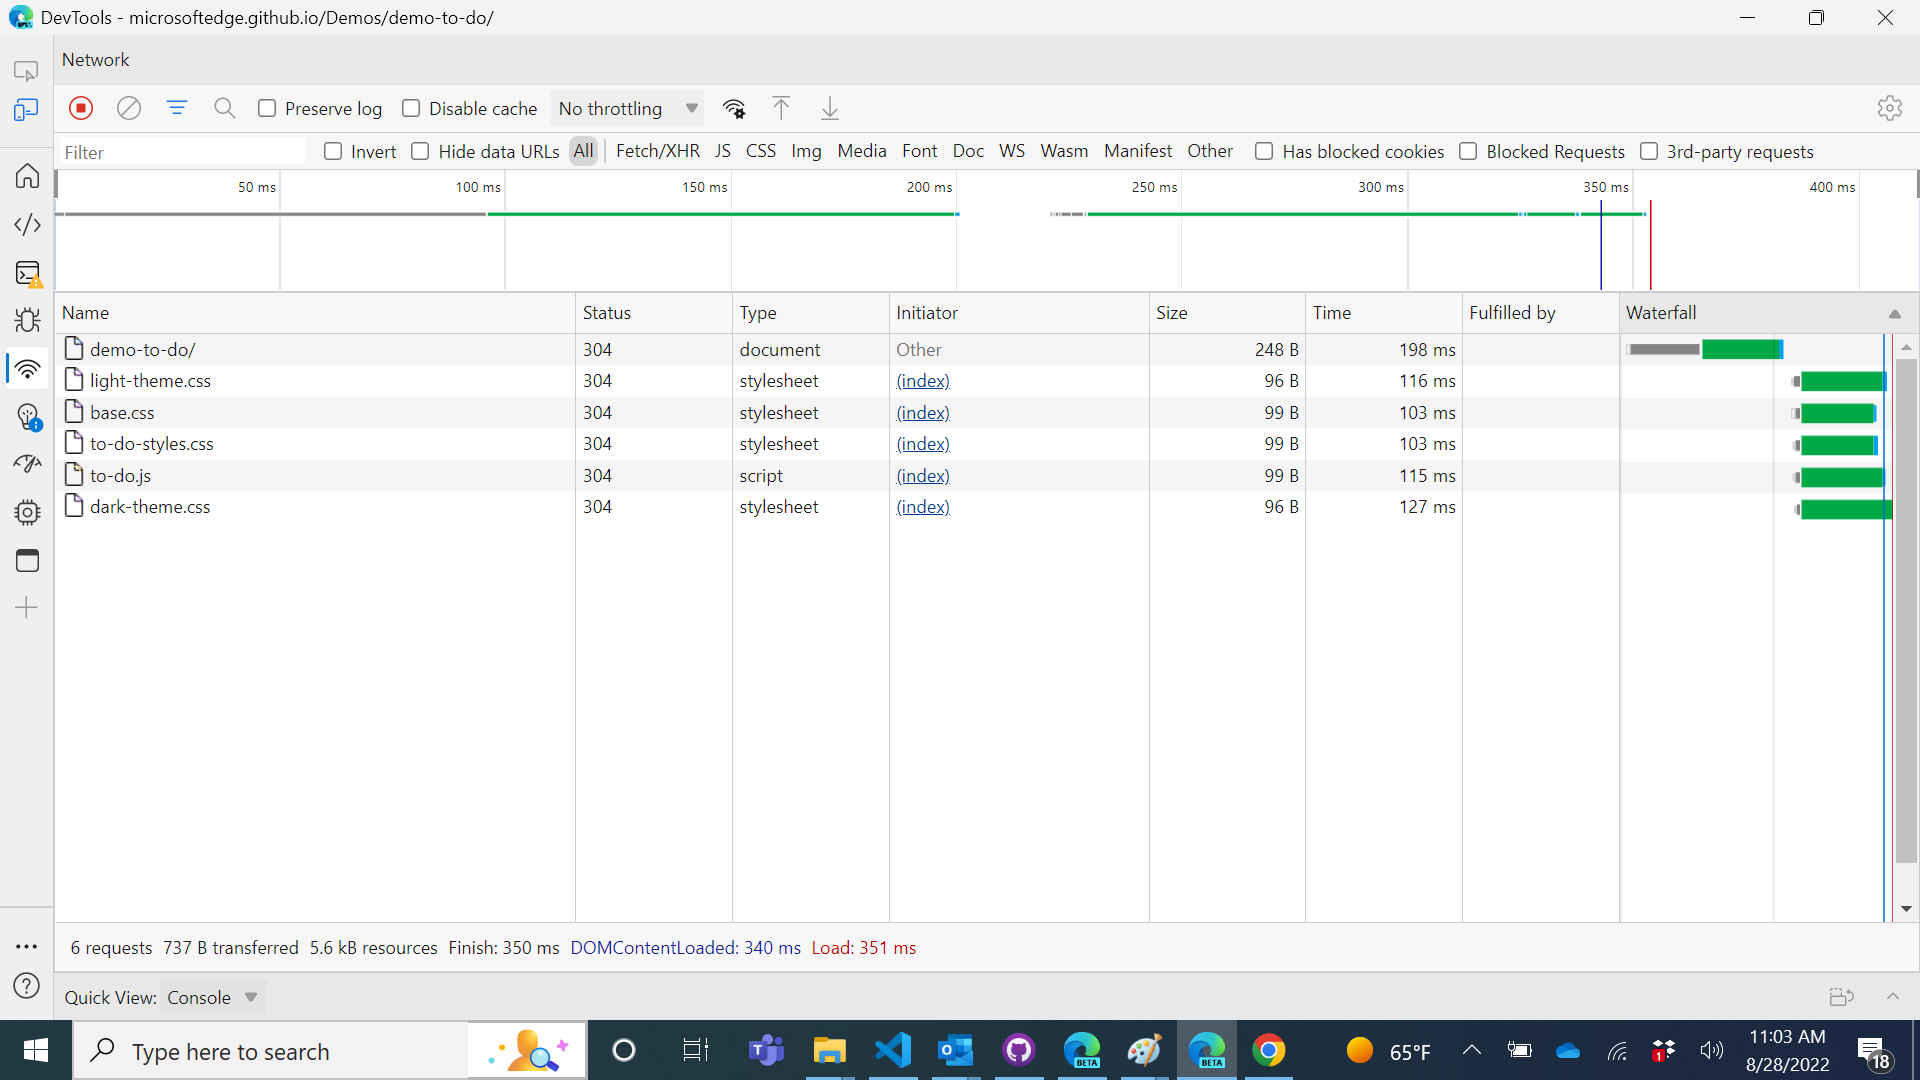 DevTools - microsoftedge.github.io/Demos/demo-to-do/
Network
Preserve log Disable cache No throttling
Filter Invert Hide data URLs All Fetch/XHR JS CSS Img Media Font Doc WS Wasm Manifest Other Has blocked cookies Blocked Requests 3rd-party requests
50 ms 100 ms 150 ms 200 ms 250 ms 300 ms 350 ms 400 ms
Name Status Type Initiator Size Time Fulfilled by Waterfall
demo-to-do/ 304 document Other 248 B 198 ms
light-theme.css 304 stylesheet (index) 96 B 116 ms
base.css 304 stylesheet (index) 99 B 103 ms
to-do-styles.css 304 stylesheet (index) 99 B 103 ms
to-do.js 304 script (index) 99 B 115 ms
dark-theme.css 304 stylesheet (index) 96 B 127 ms
6 requests 737 B transferred 5.6 kB resources Finish: 350 ms DOMContentLoaded: 340 ms Load: 351 ms
Quick View: Console
Type here to search
BETA
BETA
65°F
1
11:03 AM
8/28/2022
18